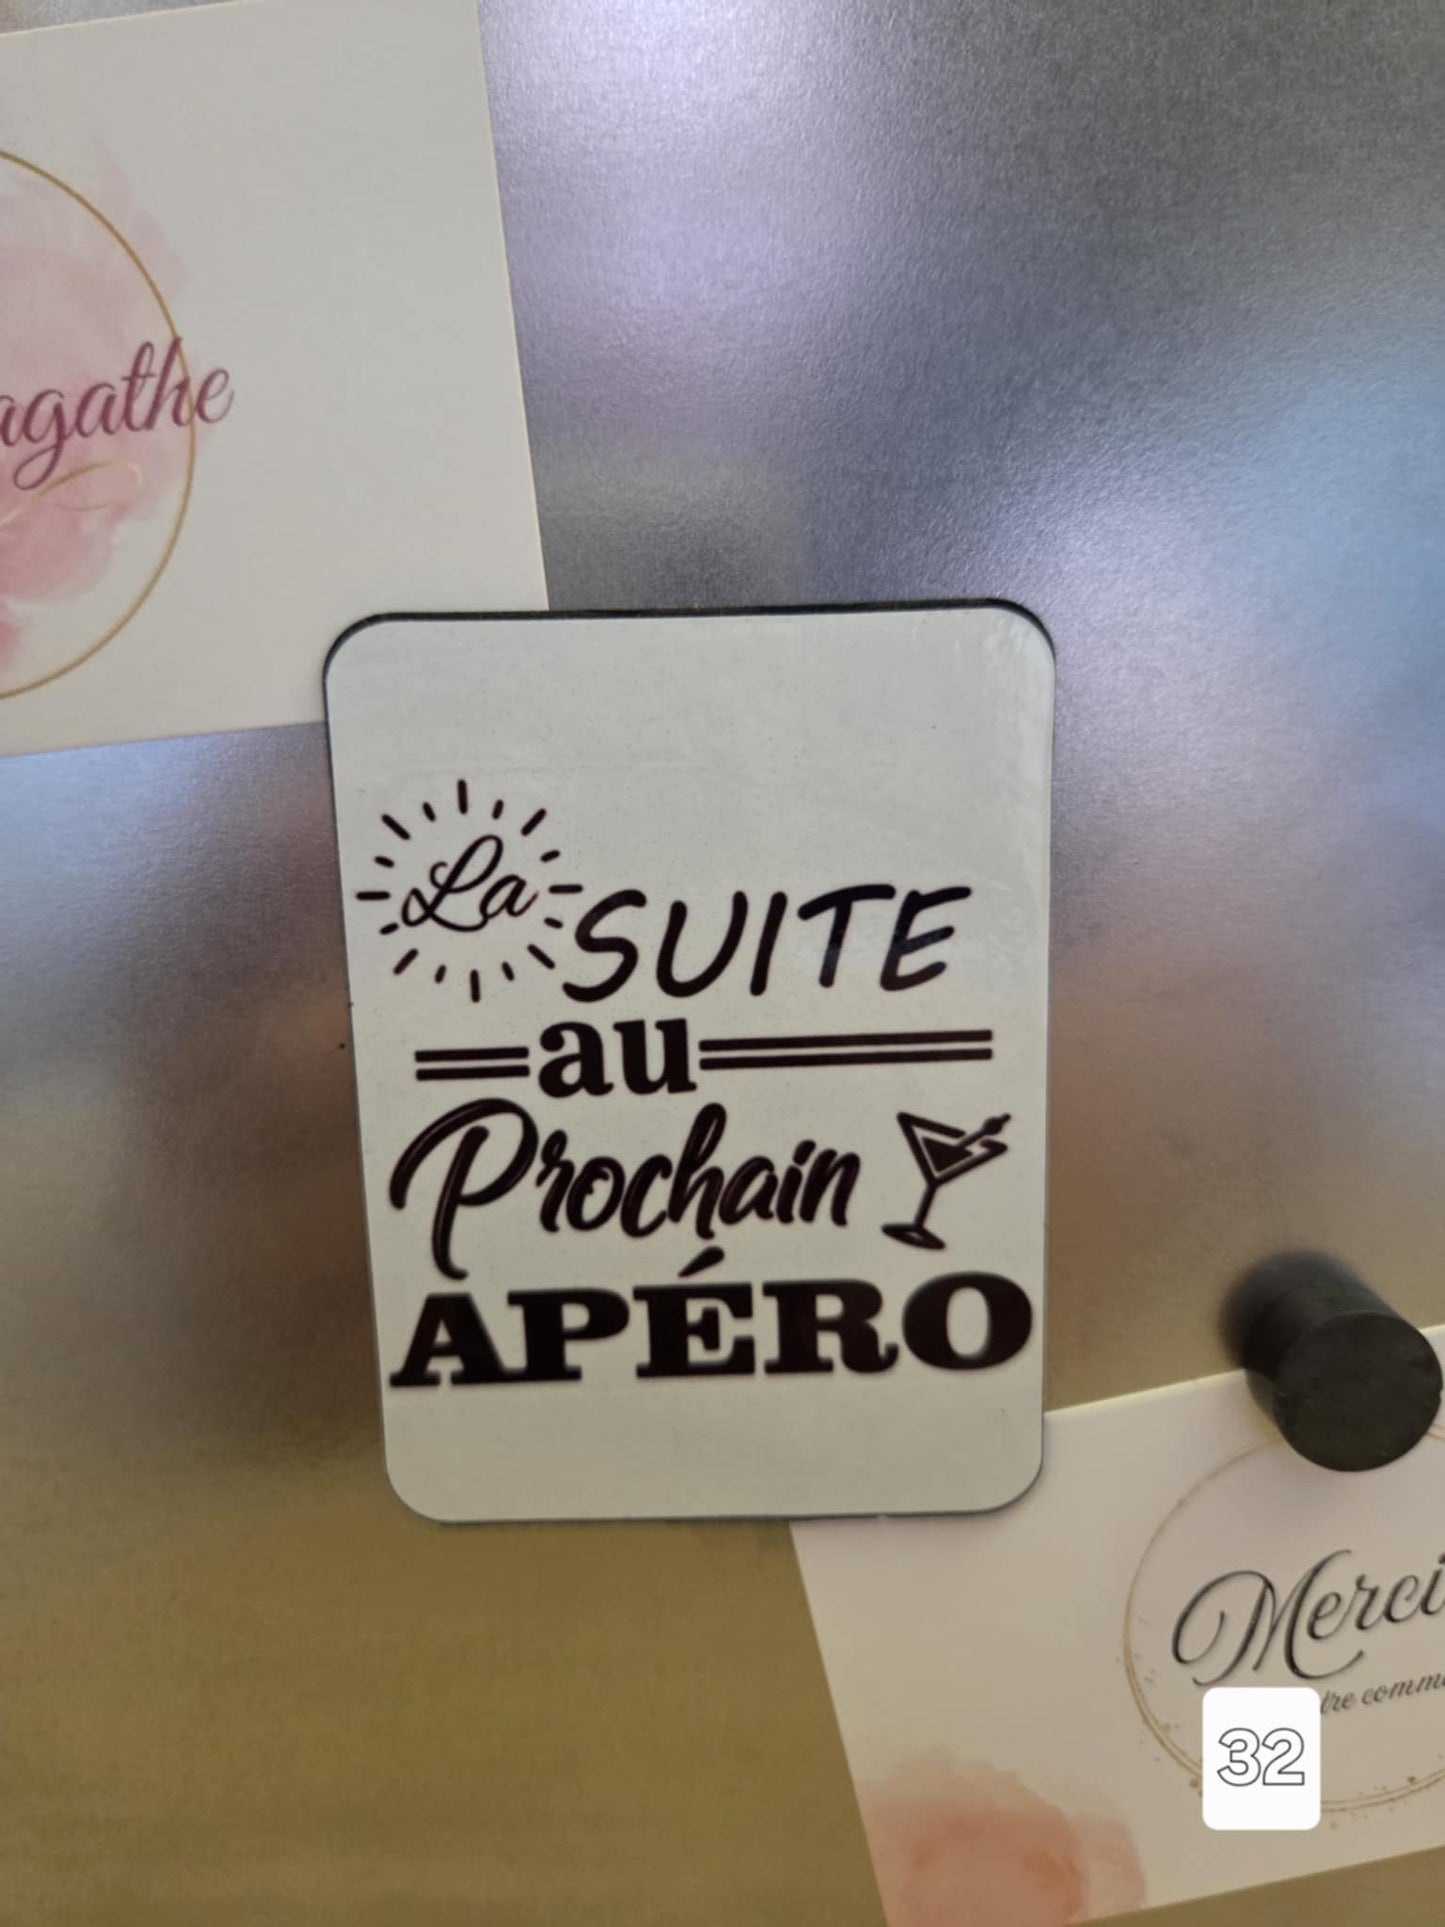 agathe
La SUITE
au
Prochain
APÉRO
Merci
32